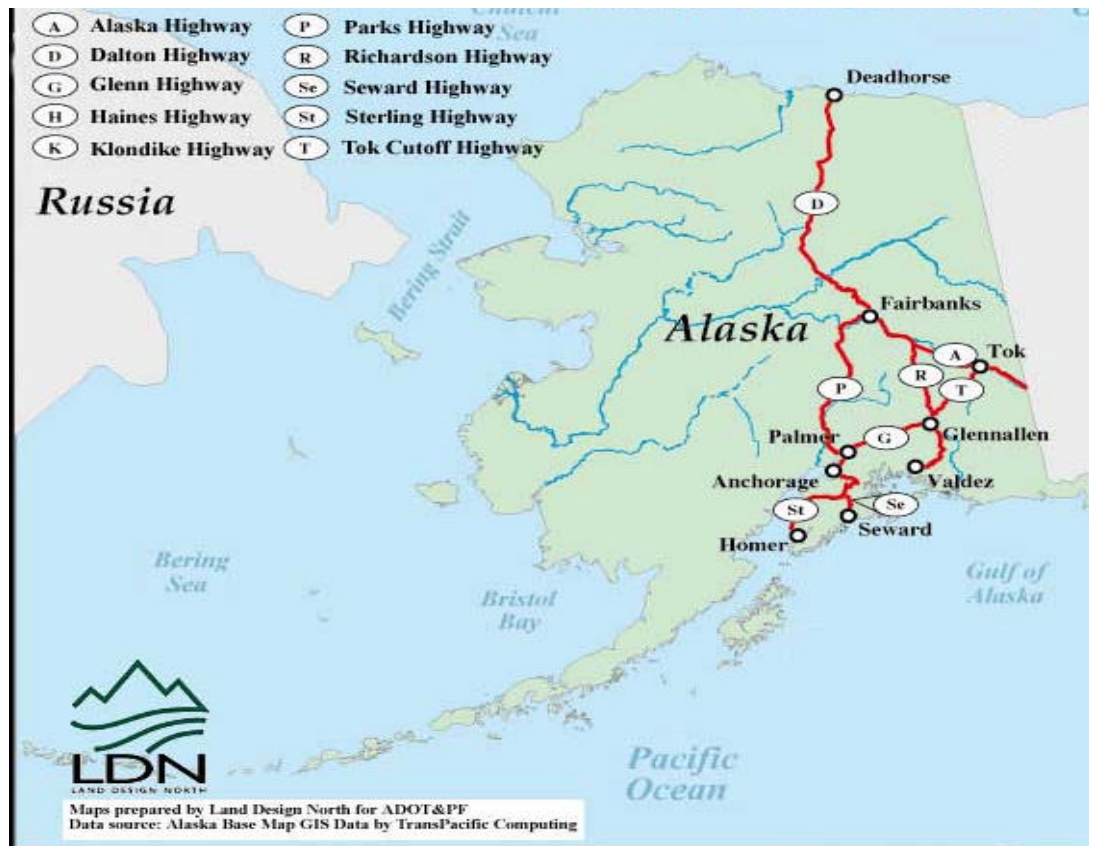 A Alaska Highway
D Dalton Highway
G Glenn Highway
H Haines Highway
K Klondike Highway
P Parks Highway
R Richardson Highway
Se Seward Highway
St Sterling Highway
T Tok Cutoff Highway
Sea
Deadhorse
Russia
D
Bering Strait
Fairbanks
Alaska
A
Tok
R
P
T
Palmer
G
Glennallen
Anchorage
Valdez
St
Se
Homer
Seward
Bering
Sea
Bristol
Bay
Gulf of
Alaska
Pacific
Ocean
LDN
LAND DESIGN NORTH
Maps prepared by Land Design North for ADOT&PF
Data source: Alaska Base Map GIS Data by TransPacific Computing